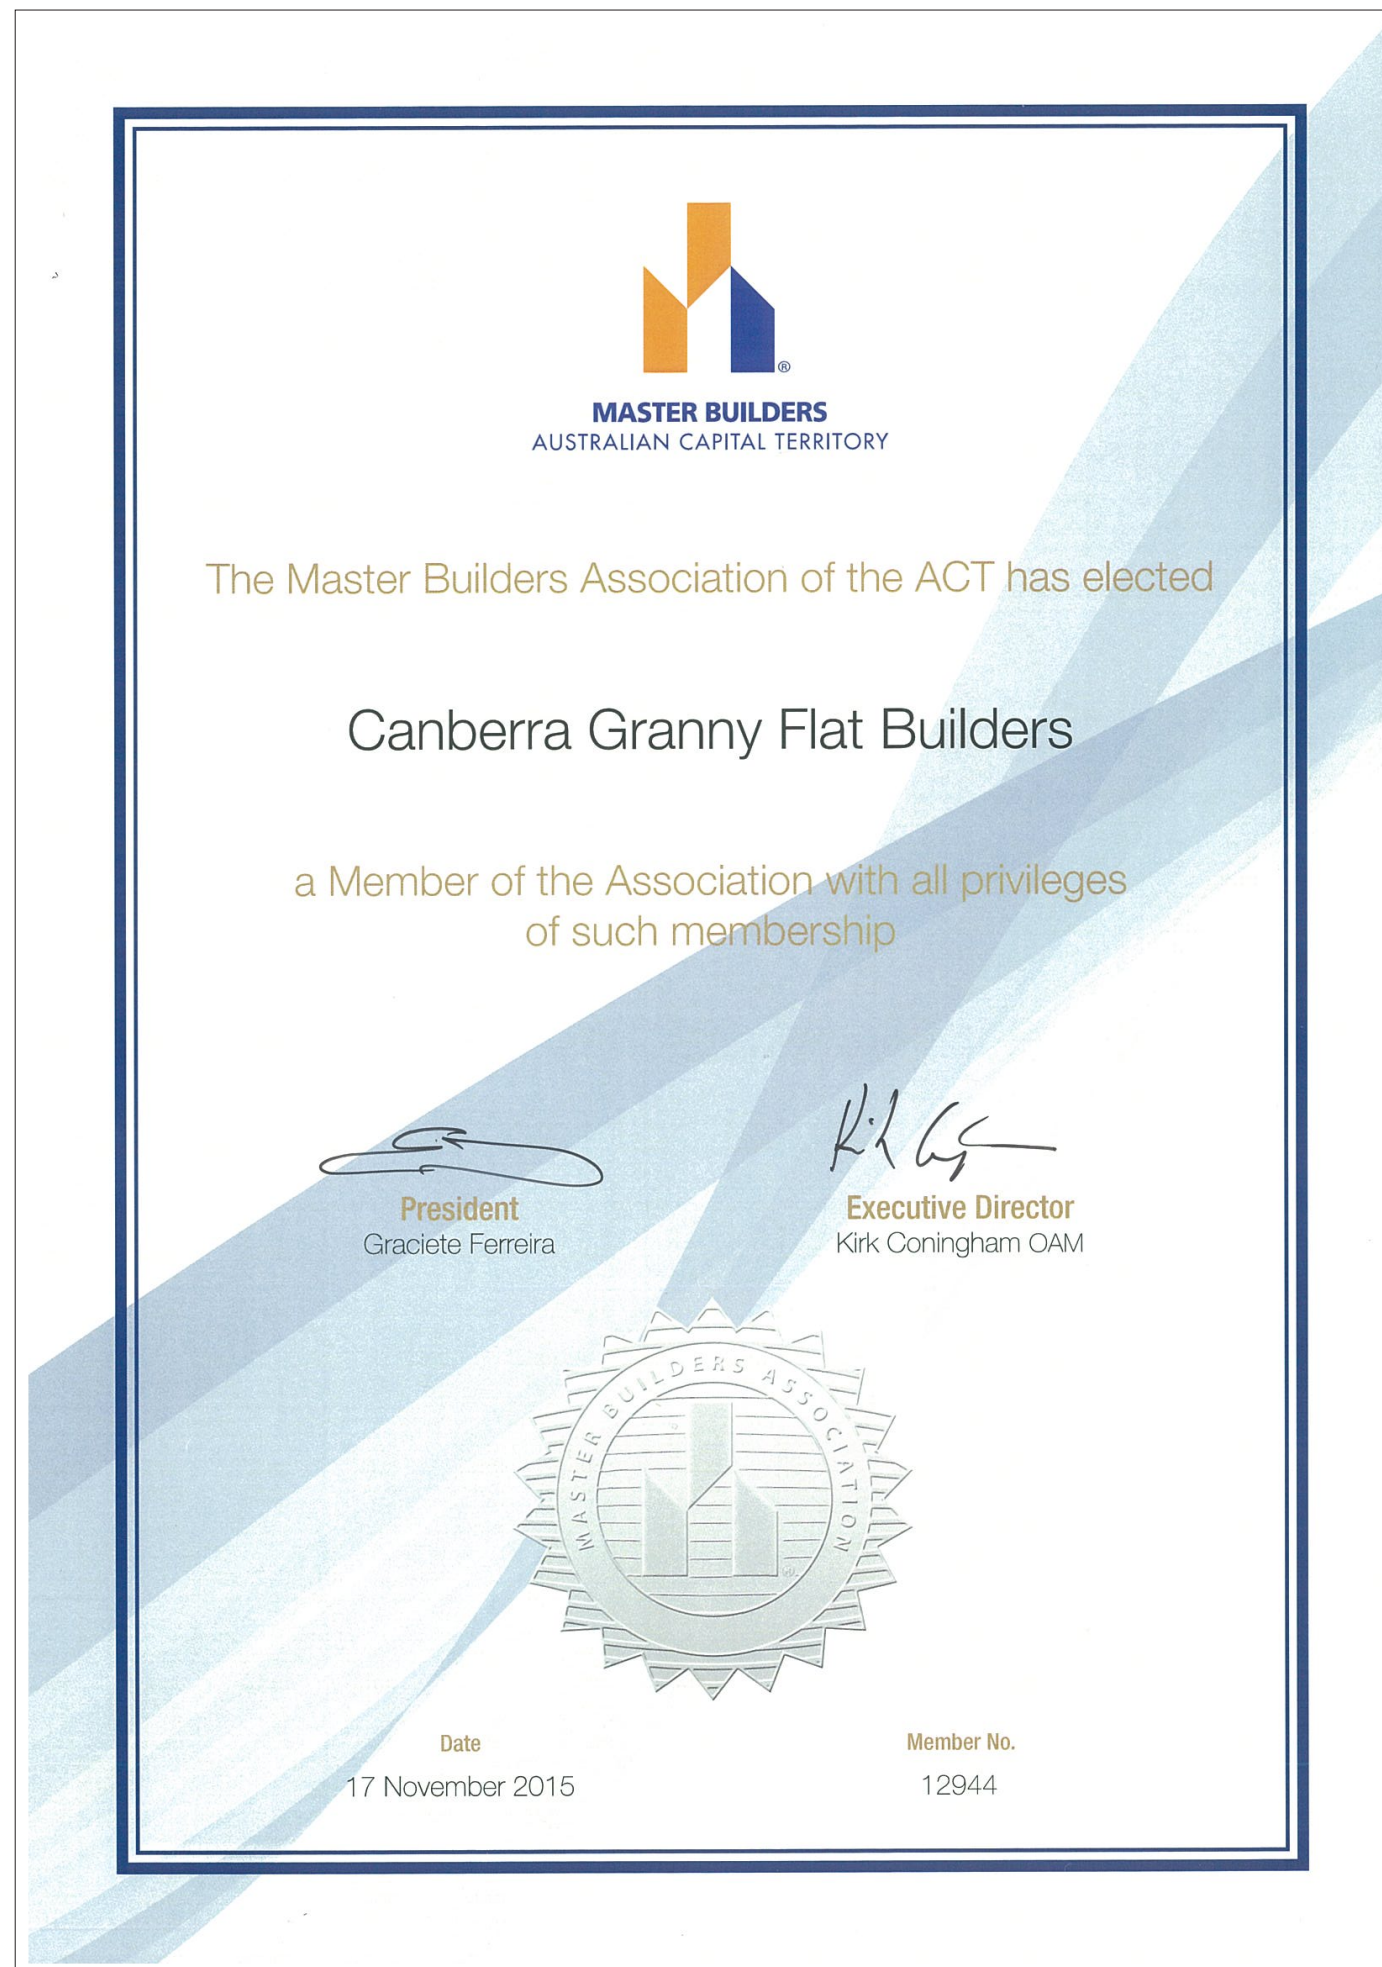 ®
MASTER BUILDERS
AUSTRALIAN CAPITAL TERRITORY
The Master Builders Association of the ACT has elected
Canberra Granny Flat Builders
a Member of the Association with all privileges
of such membership
President
Graciete Ferreira
Executive Director
Kirk Coningham OAM
MASTER BUILDERS ASSOCIATION
Date
17 November 2015
Member No.
12944